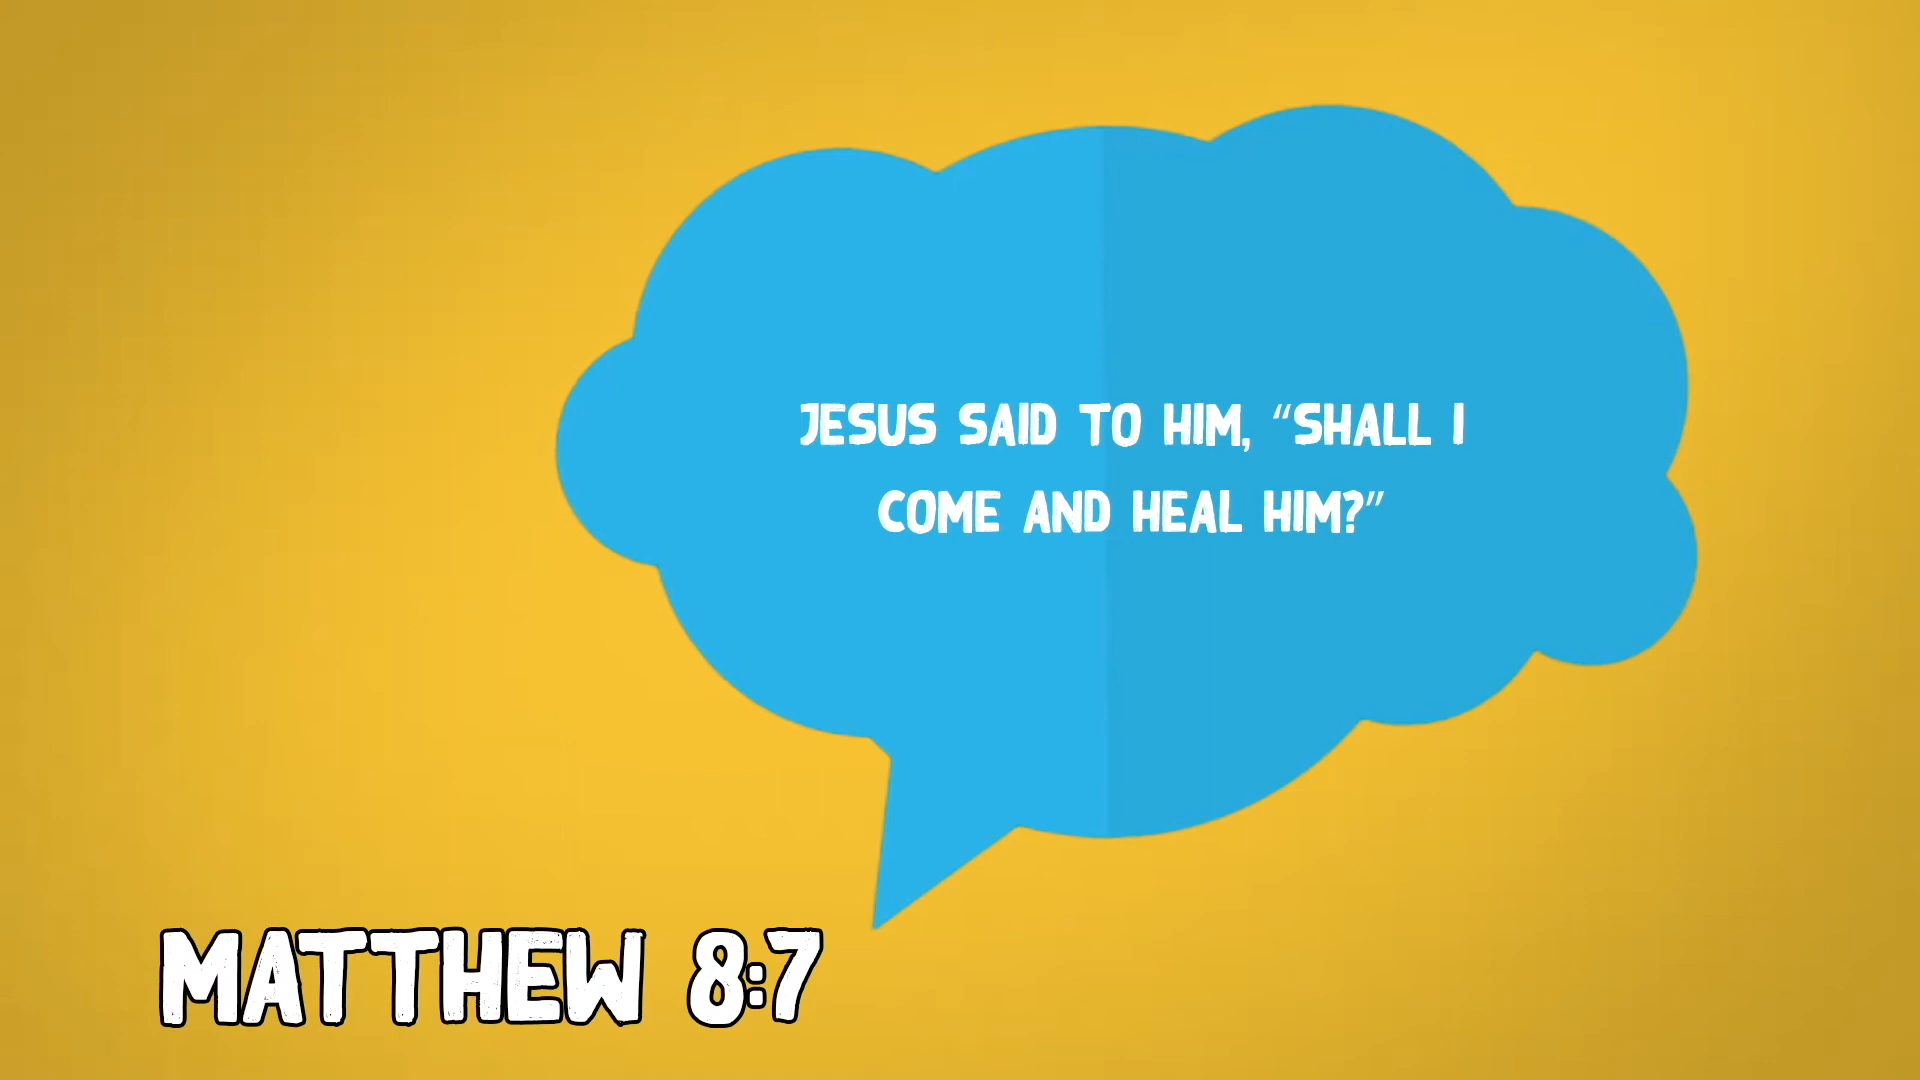 JESUS SAID TO HIM, “SHALL I
COME AND HEAL HIM?”
MATTHEW 8:7